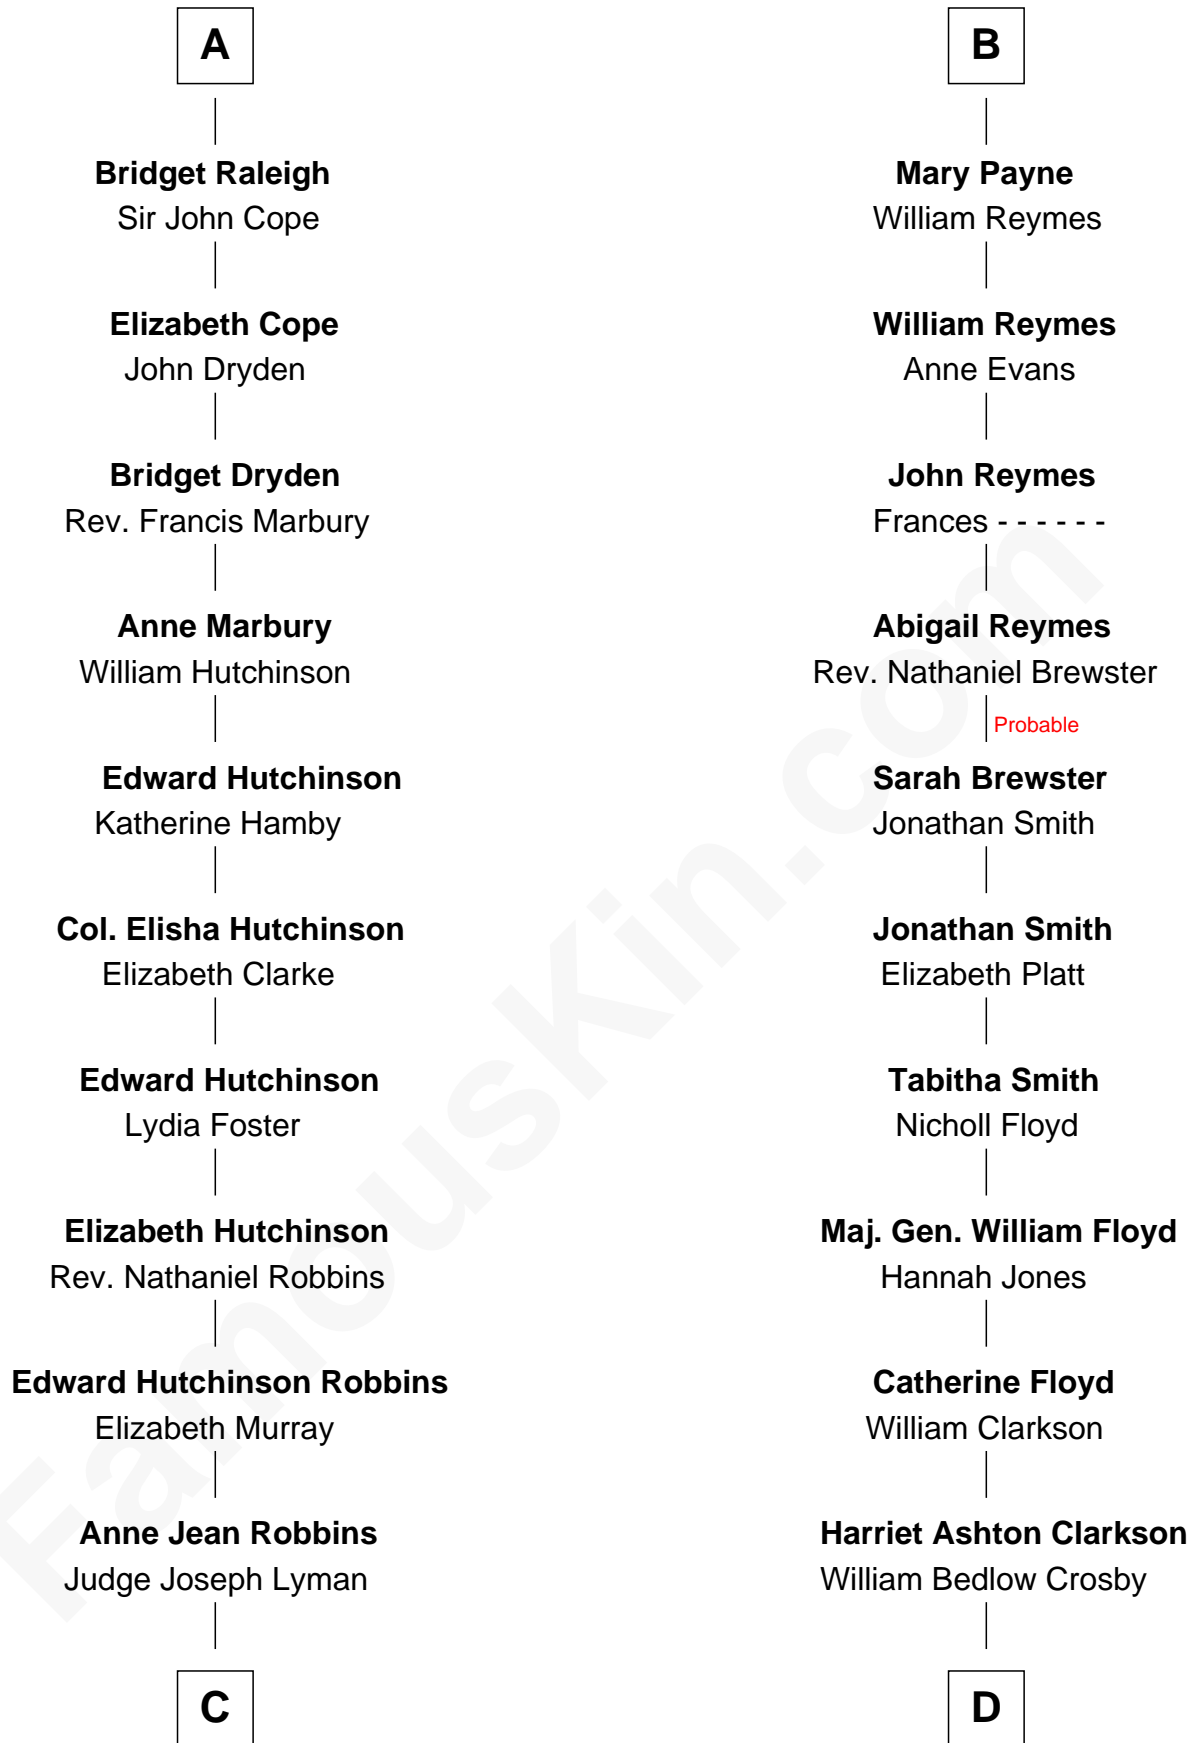 A
Bridget Raleigh
Sir John Cope
Elizabeth Cope
John Dryden
Bridget Dryden
Rev. Francis Marbury
Anne Marbury
William Hutchinson
Edward Hutchinson
Katherine Hamby
Col. Elisha Hutchinson
Elizabeth Clarke
Edward Hutchinson
Lydia Foster
Elizabeth Hutchinson
Rev. Nathaniel Robbins
Edward Hutchinson Robbins
Elizabeth Murray
Anne Jean Robbins
Judge Joseph Lyman
C
B
Mary Payne
William Reymes
William Reymes
Anne Evans
John Reymes
Frances - - - - - -
Abigail Reymes
Rev. Nathaniel Brewster
Probable
Sarah Brewster
Jonathan Smith
Jonathan Smith
Elizabeth Platt
Tabitha Smith
Nicholl Floyd
Maj. Gen. William Floyd
Hannah Jones
Catherine Floyd
William Clarkson
Harriet Ashton Clarkson
William Bedlow Crosby
D
FamousKin.com